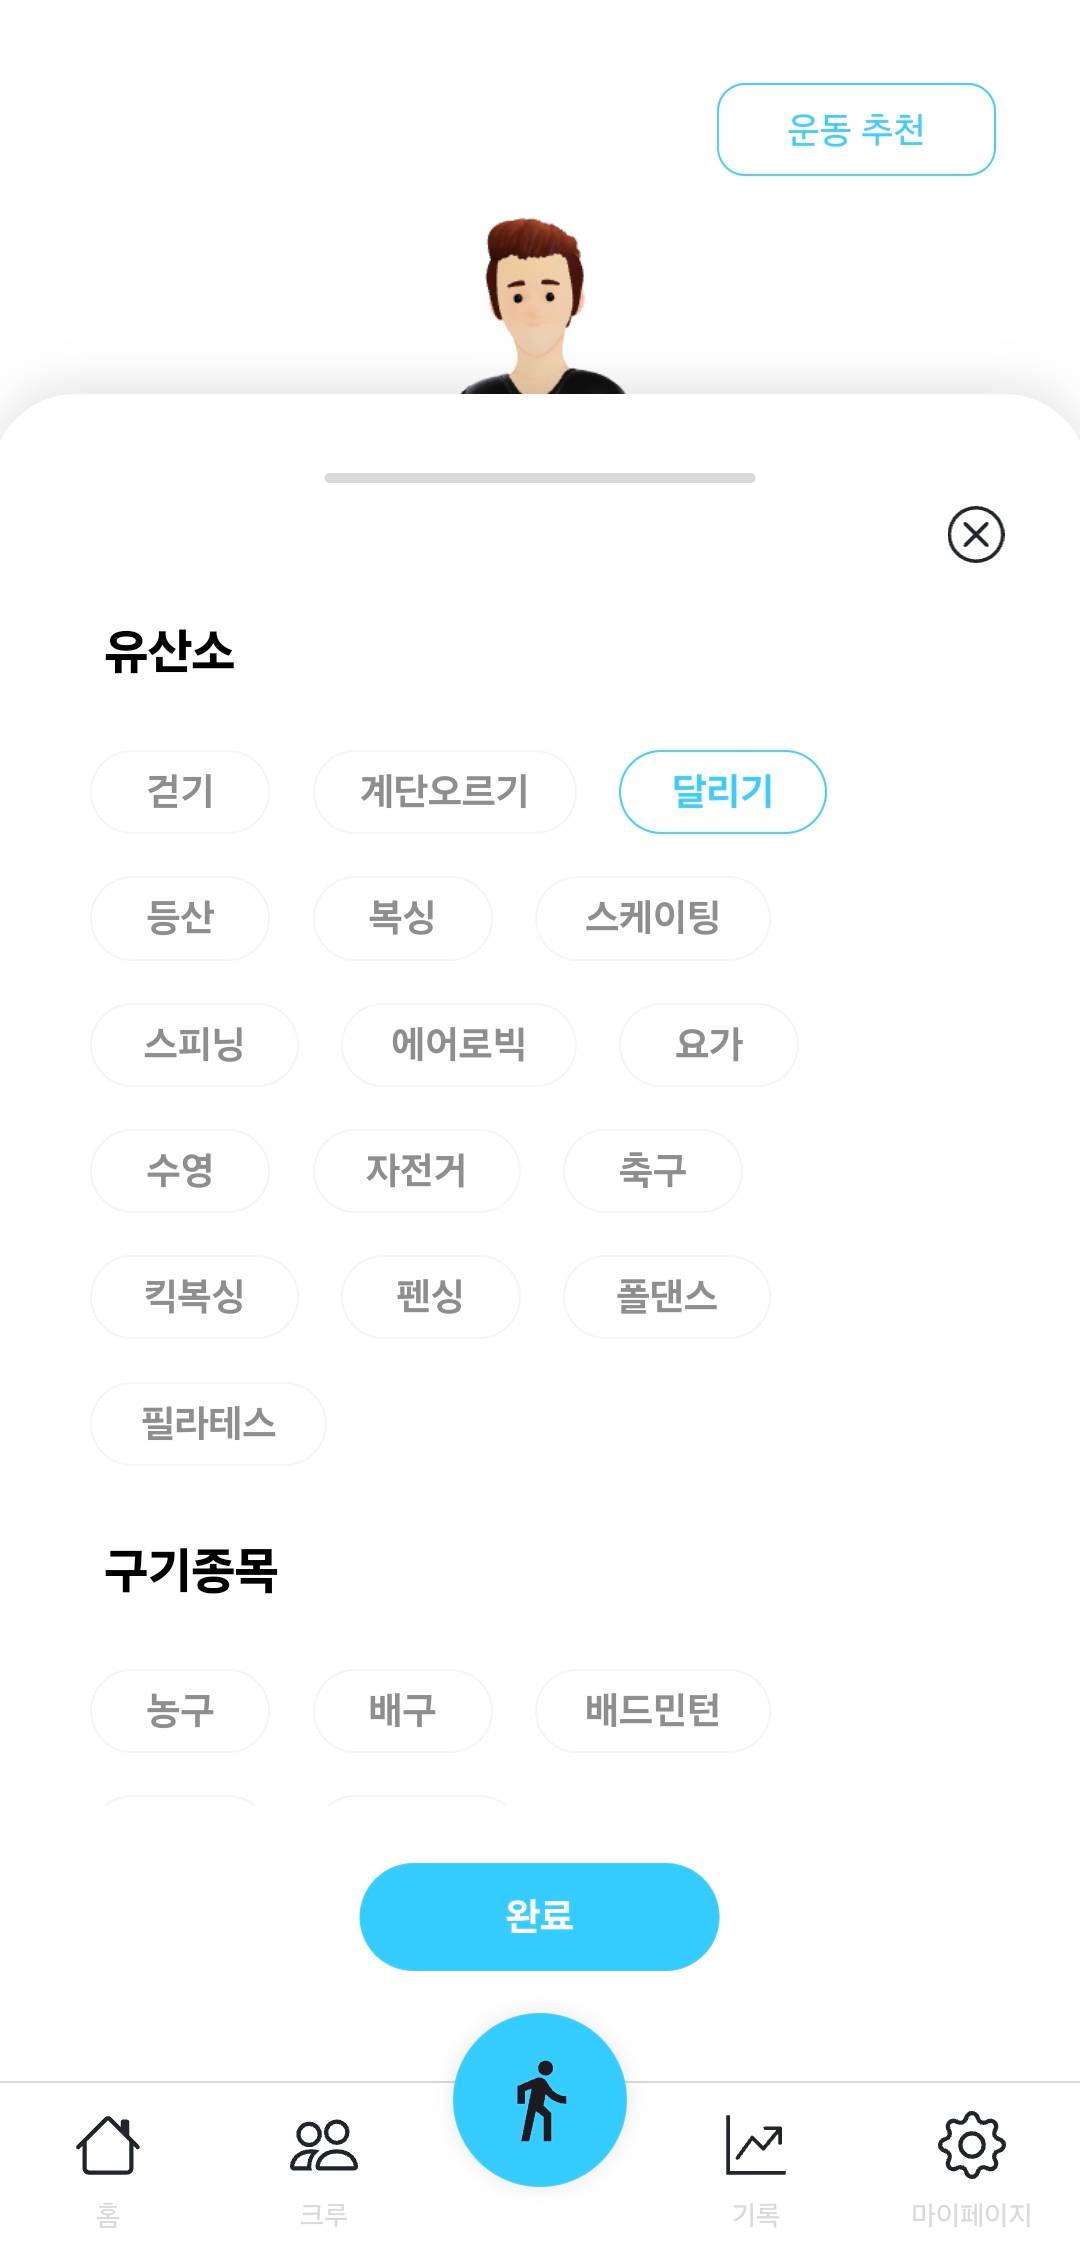 운동 추천
유산소
걷기 계단오르기 달리기
등산 복싱 스케이팅
스피닝 에어로빅 요가
수영 자전거 축구
킥복싱 펜싱 폴댄스
필라테스
구기종목
농구 배구 배드민턴
완료
홈 크루 기록 마이페이지